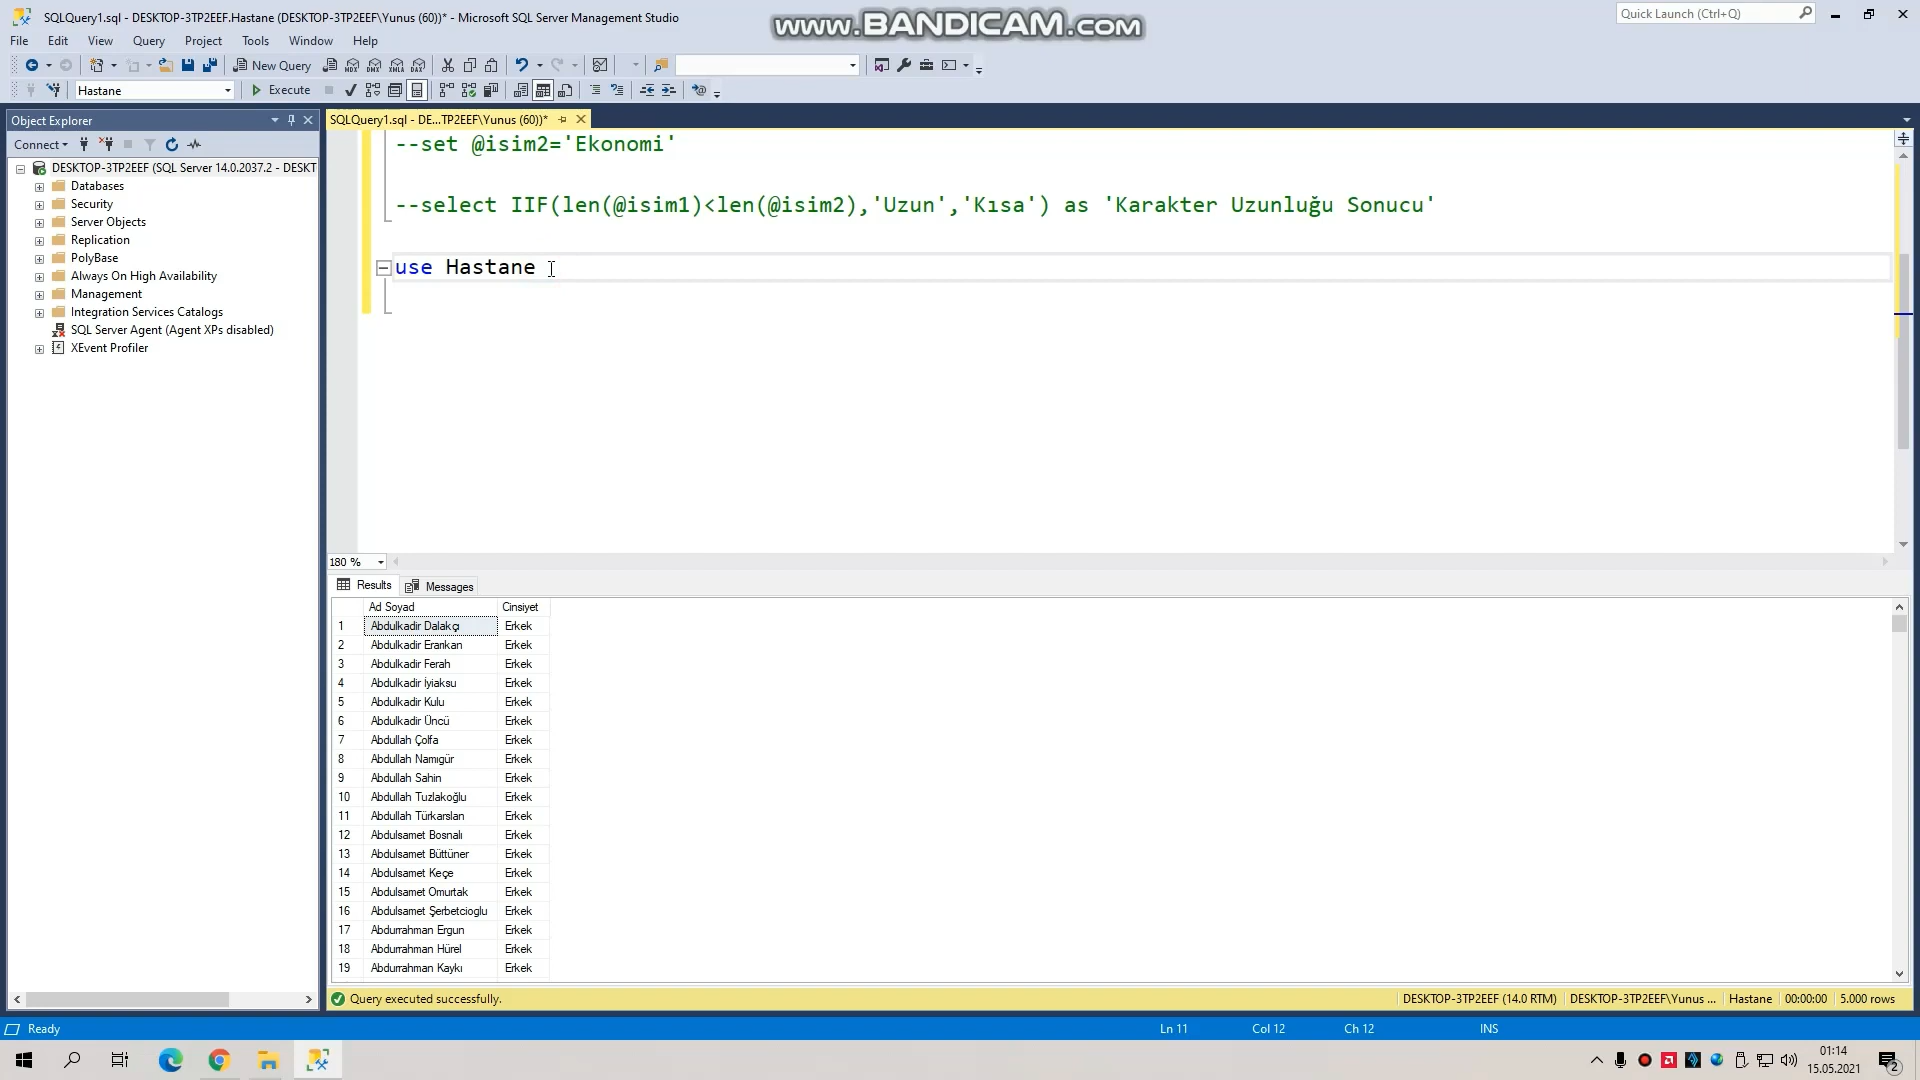 SQLQuery1.sql - DESKTOP-3TP2EEF.Hastane (DESKTOP-3TP2EEF\Yunus (60))* - Microsoft SQL Server Management Studio
www.BANDICAM.com
Quick Launch (Ctrl+Q)
File Edit View Query Project Tools Window Help
New Query
MDX DMX XMLA DAX
Hastane
Execute
Object Explorer
SQLQuery1.sql - DE...TP2EEF\Yunus (60))*
Connect
DESKTOP-3TP2EEF (SQL Server 14.0.2037.2 - DESKT
Databases
Security
Server Objects
Replication
PolyBase
Always On High Availability
Management
Integration Services Catalogs
SQL Server Agent (Agent XPs disabled)
XEvent Profiler
--set @isim2='Ekonomi'
--select IIF(len(@isim1)<len(@isim2),'Uzun','Kısa') as 'Karakter Uzunluğu Sonucu'
use Hastane
180 %
Results Messages
Ad Soyad Cinsiyet
1 Abdulkadir Dalakçı Erkek
2 Abdulkadir Erarıkan Erkek
3 Abdulkadir Ferah Erkek
4 Abdulkadir İyiaksu Erkek
5 Abdulkadir Kulu Erkek
6 Abdulkadir Üncü Erkek
7 Abdullah Çolfa Erkek
8 Abdullah Namıgür Erkek
9 Abdullah Sahin Erkek
10 Abdullah Tuzlakoğlu Erkek
11 Abdullah Türkarslan Erkek
12 Abdulsamet Bosnalı Erkek
13 Abdulsamet Büttüner Erkek
14 Abdulsamet Keçe Erkek
15 Abdulsamet Omurtak Erkek
16 Abdulsamet Şerbetcioglu Erkek
17 Abdurrahman Ergun Erkek
18 Abdurrahman Hürel Erkek
19 Abdurrahman Kaykı Erkek
Query executed successfully.
DESKTOP-3TP2EEF (14.0 RTM) DESKTOP-3TP2EEF\Yunus ... Hastane 00:00:00 5.000 rows
Ready
Ln 11 Col 12 Ch 12 INS
01:14
15.05.2021
2